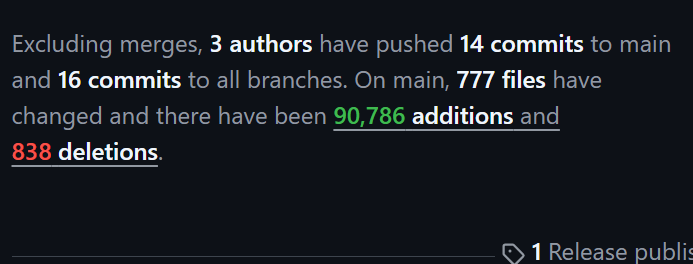 Excluding merges, 3 authors have pushed 14 commits to main
and 16 commits to all branches. On main, 777 files have
changed and there have been 90,786 additions and
838 deletions.
1 Release publis